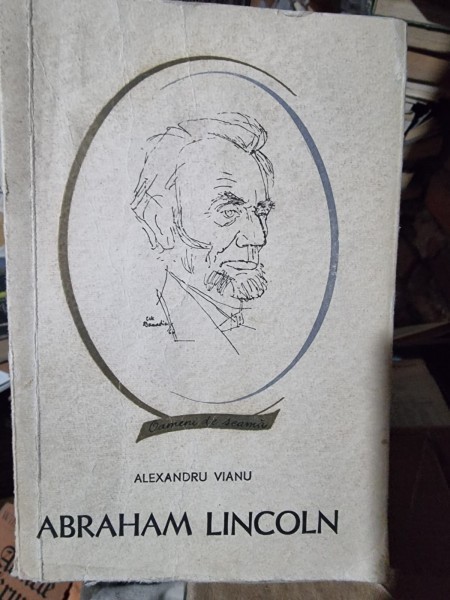 Oameni de seamă
ALEXANDRU VIANU
ABRAHAM LINCOLN